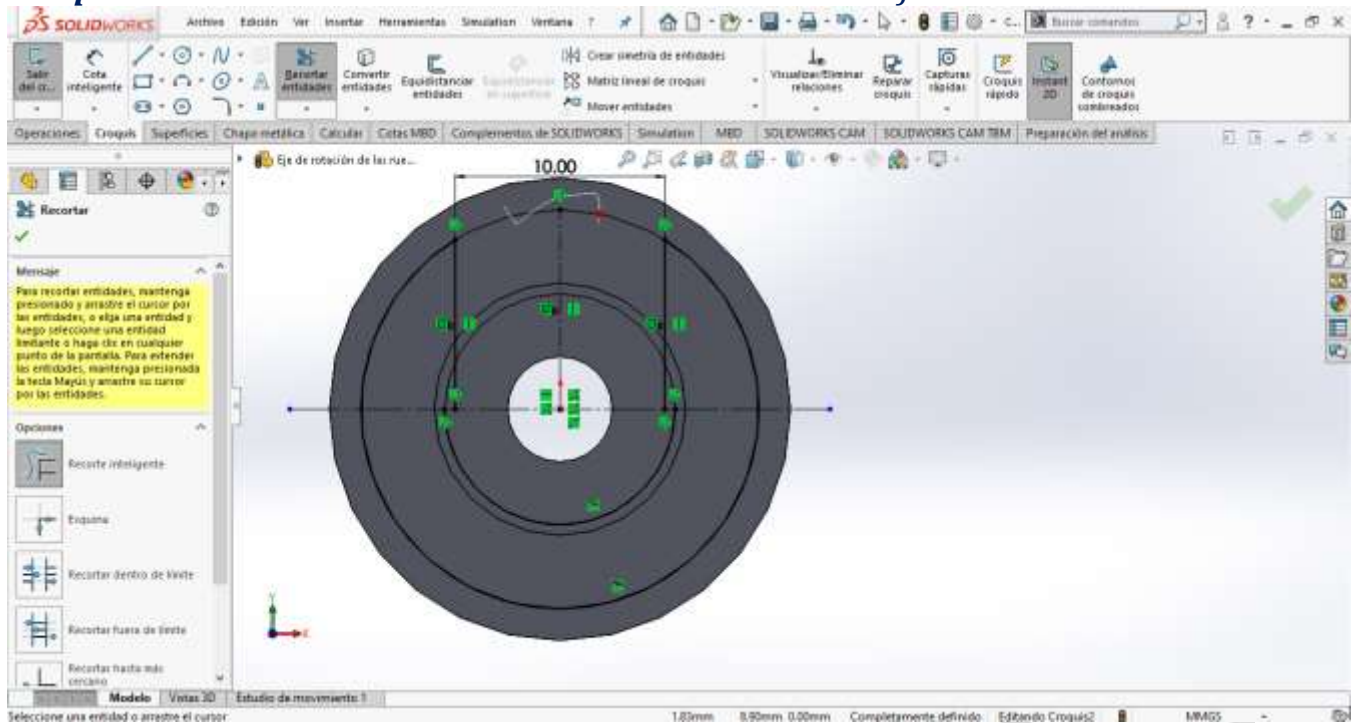 SOLIDWORKS
Archivo Edición Ver Insertar Herramientas Simulation Ventana ?
Buscar comandos
Salir del cr...
Cota inteligente
Recortar entidades
Convertir entidades
Equidistanciar entidades
Crear simetría de entidades
Matriz lineal de croquis
Mover entidades
Visualizar/Eliminar relaciones
Reparar croquis
Capturas rápidas
Croquis rápido
Instant 2D
Contornos de croquis sombreados
Operaciones Croquis Superficies Chapa metálica Calcular Cotas MBD Complementos de SOLIDWORKS Simulation MBD SOLIDWORKS CAM SOLIDWORKS CAM TBM Preparación del análisis
Eje de rotación de las rue...
10.00
Recortar
Mensaje
Para recortar entidades, mantenga
presionado y arrastre el cursor por
las entidades, o elija una entidad y
luego seleccione una entidad
limitante o haga clic en cualquier
punto de la pantalla. Para extender
las entidades, mantenga presionada
la tecla Mayús y arrastre su cursor
por las entidades.
Opciones
Recorte inteligente
Esquina
Recortar dentro de límite
Recortar fuera de límite
Recortar hasta más
cercano
Y
X
Modelo Vistas 3D Estudio de movimiento 1
Seleccione una entidad o arrastre el cursor
1.83mm 8.90mm 0.00mm Completamente definido Editando Croquis2 MMGS